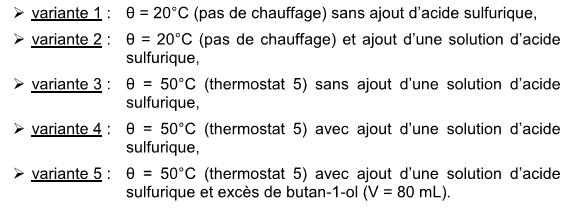 ➢ variante 1 : θ = 20°C (pas de chauffage) sans ajout d'acide sulfurique,
➢ variante 2 : θ = 20°C (pas de chauffage) et ajout d'une solution d'acide
sulfurique,
➢ variante 3 : θ = 50°C (thermostat 5) sans ajout d'une solution d'acide
sulfurique,
➢ variante 4 : θ = 50°C (thermostat 5) avec ajout d'une solution d'acide
sulfurique,
➢ variante 5 : θ = 50°C (thermostat 5) avec ajout d'une solution d'acide
sulfurique et excès de butan-1-ol (V = 80 mL).